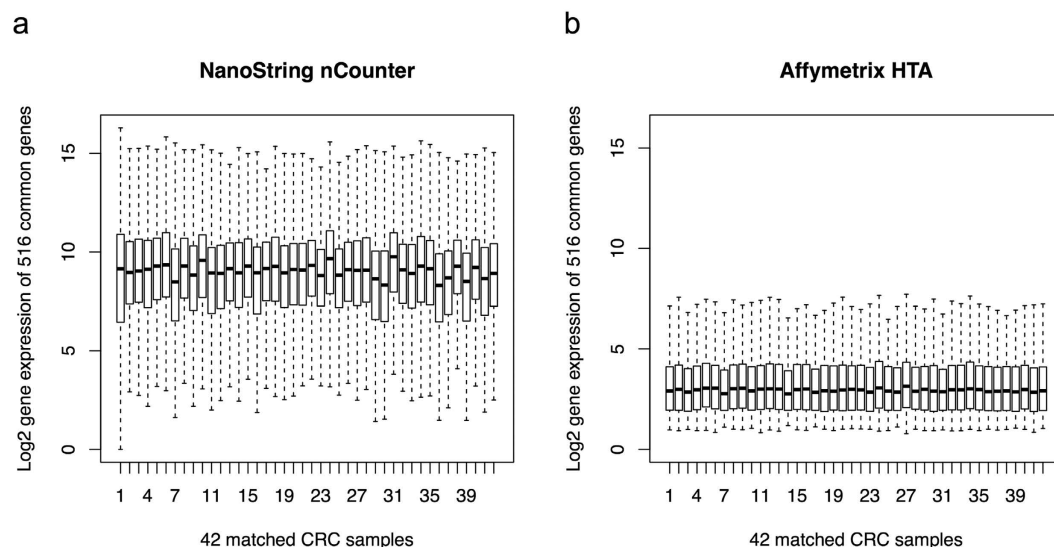 a
NanoString nCounter
Log2 gene expression of 516 common genes
15
10
5
0
1 4 7 11 15 19 23 27 31 35 39
42 matched CRC samples
b
Affymetrix HTA
Log2 gene expression of 516 common genes
15
10
5
0
1 4 7 11 15 19 23 27 31 35 39
42 matched CRC samples